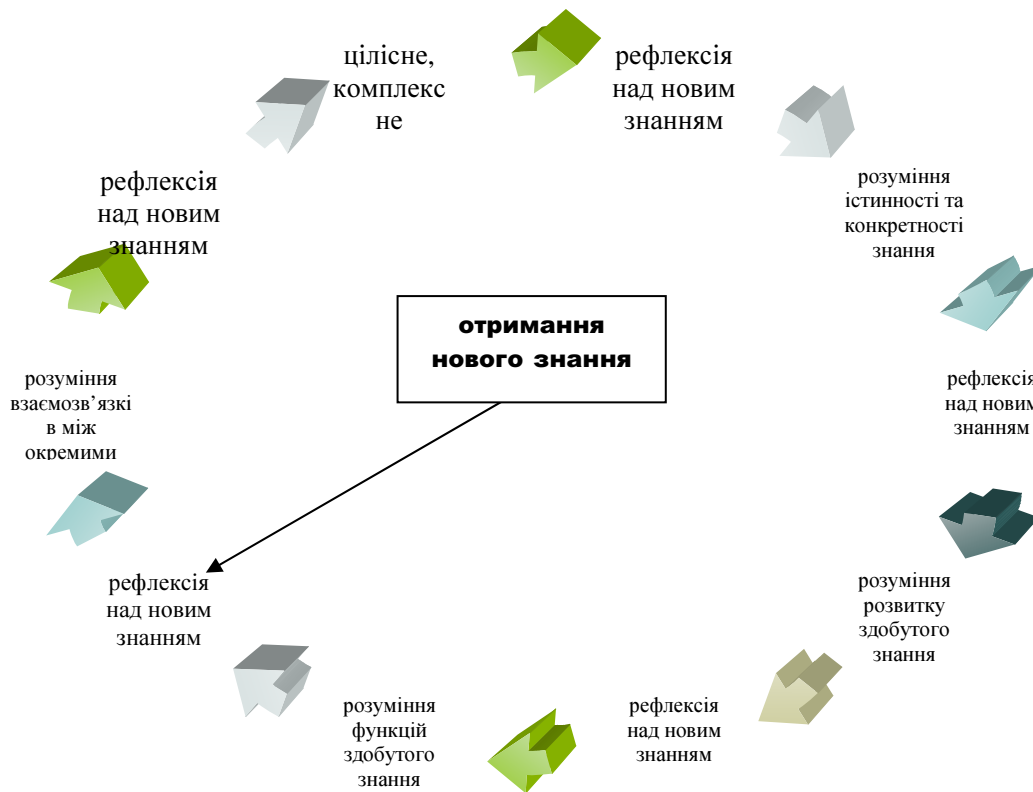 цілісне,
комплекс
не
рефлексія
над новим
знанням
розуміння
істинності та
конкретності
знання
рефлексія
над новим
знанням
рефлексія
над новим
знанням
отримання
нового знання
розуміння
взаємозв’язкі
в між
окремими
рефлексія
над новим
знанням
розуміння
розвитку
здобутого
знання
рефлексія
над новим
знанням
розуміння
функцій
здобутого
знання